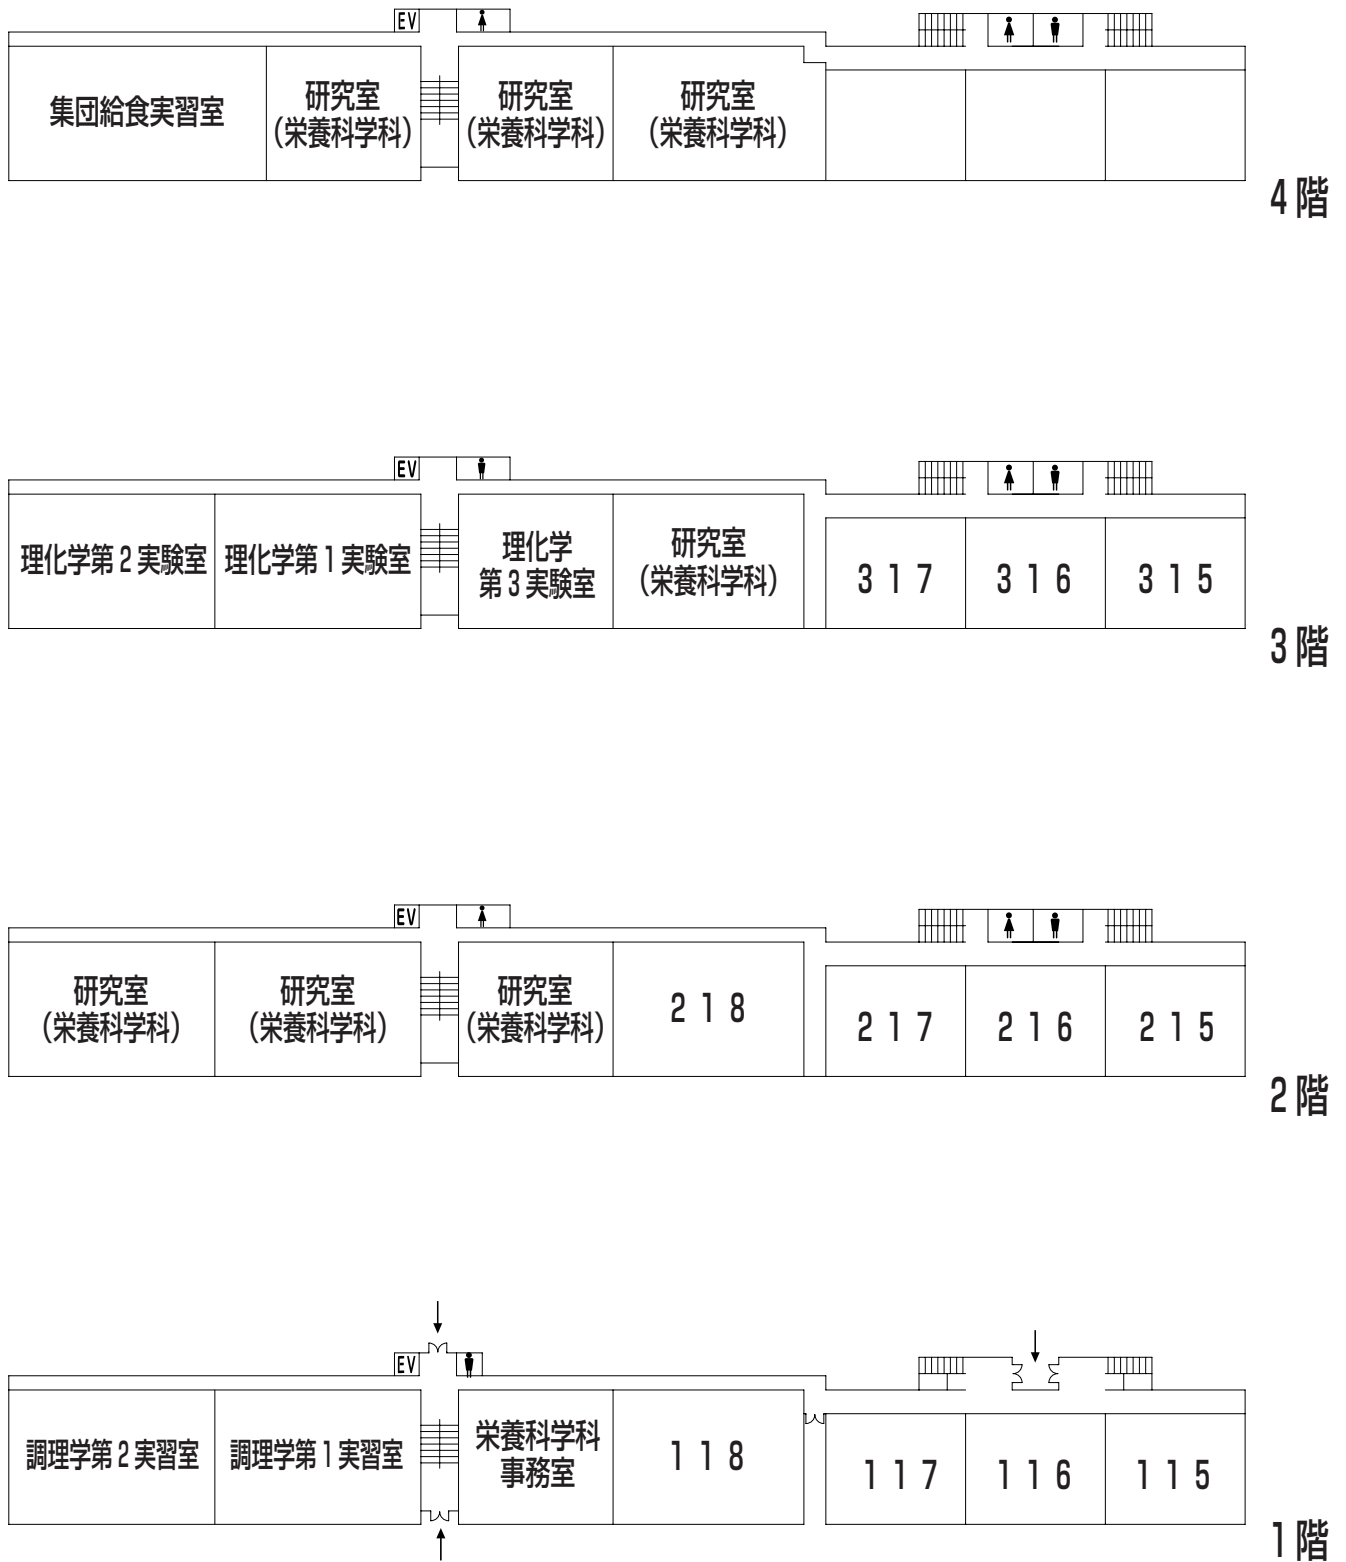 EV
集団給食実習室
研究室
(栄養科学科)
研究室
(栄養科学科)
研究室
(栄養科学科)
4階
EV
理化学第2実験室
理化学第1実験室
理化学
第3実験室
研究室
(栄養科学科)
317
316
315
3階
EV
研究室
(栄養科学科)
研究室
(栄養科学科)
研究室
(栄養科学科)
218
217
216
215
2階
EV
調理学第2実習室
調理学第1実習室
栄養科学科
事務室
118
117
116
115
1階